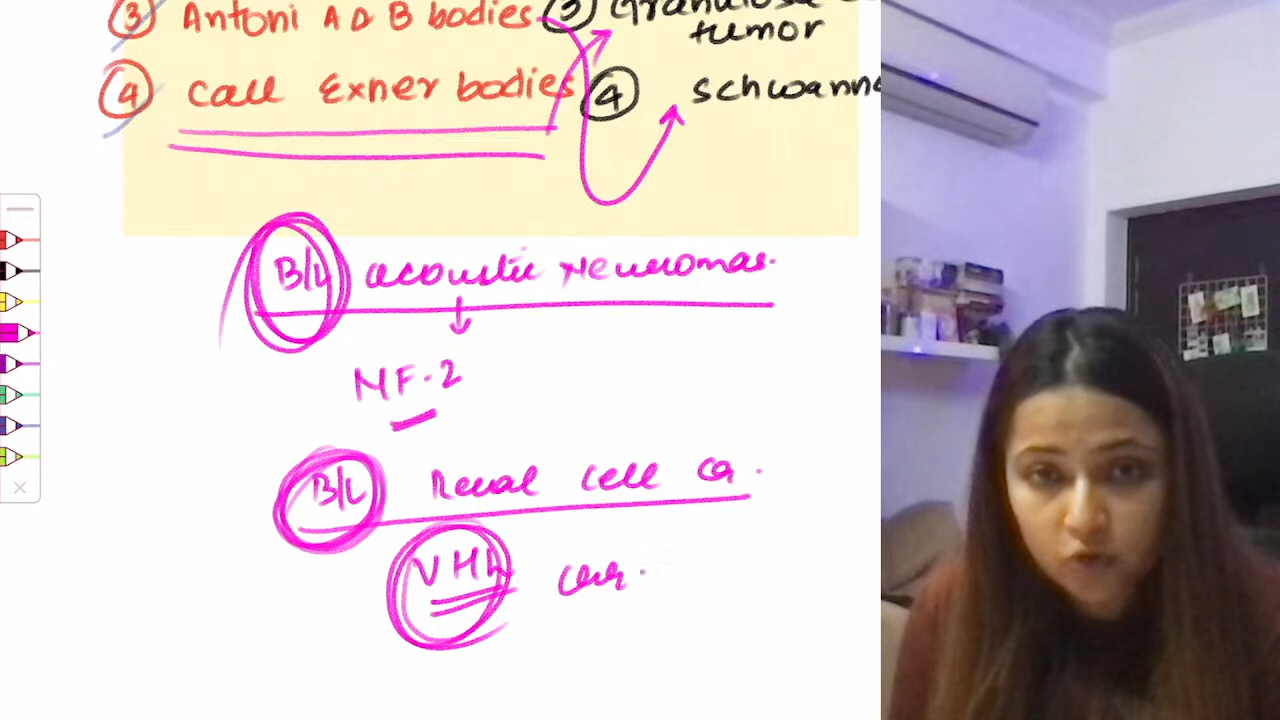 ③ Antoni A D B bodies ③ Granulosa
tumor
④ Call Exner bodies ④ Schwann
B/L acoustic Neuromas.
NF-2
B/L Renal cell ca.
VHL